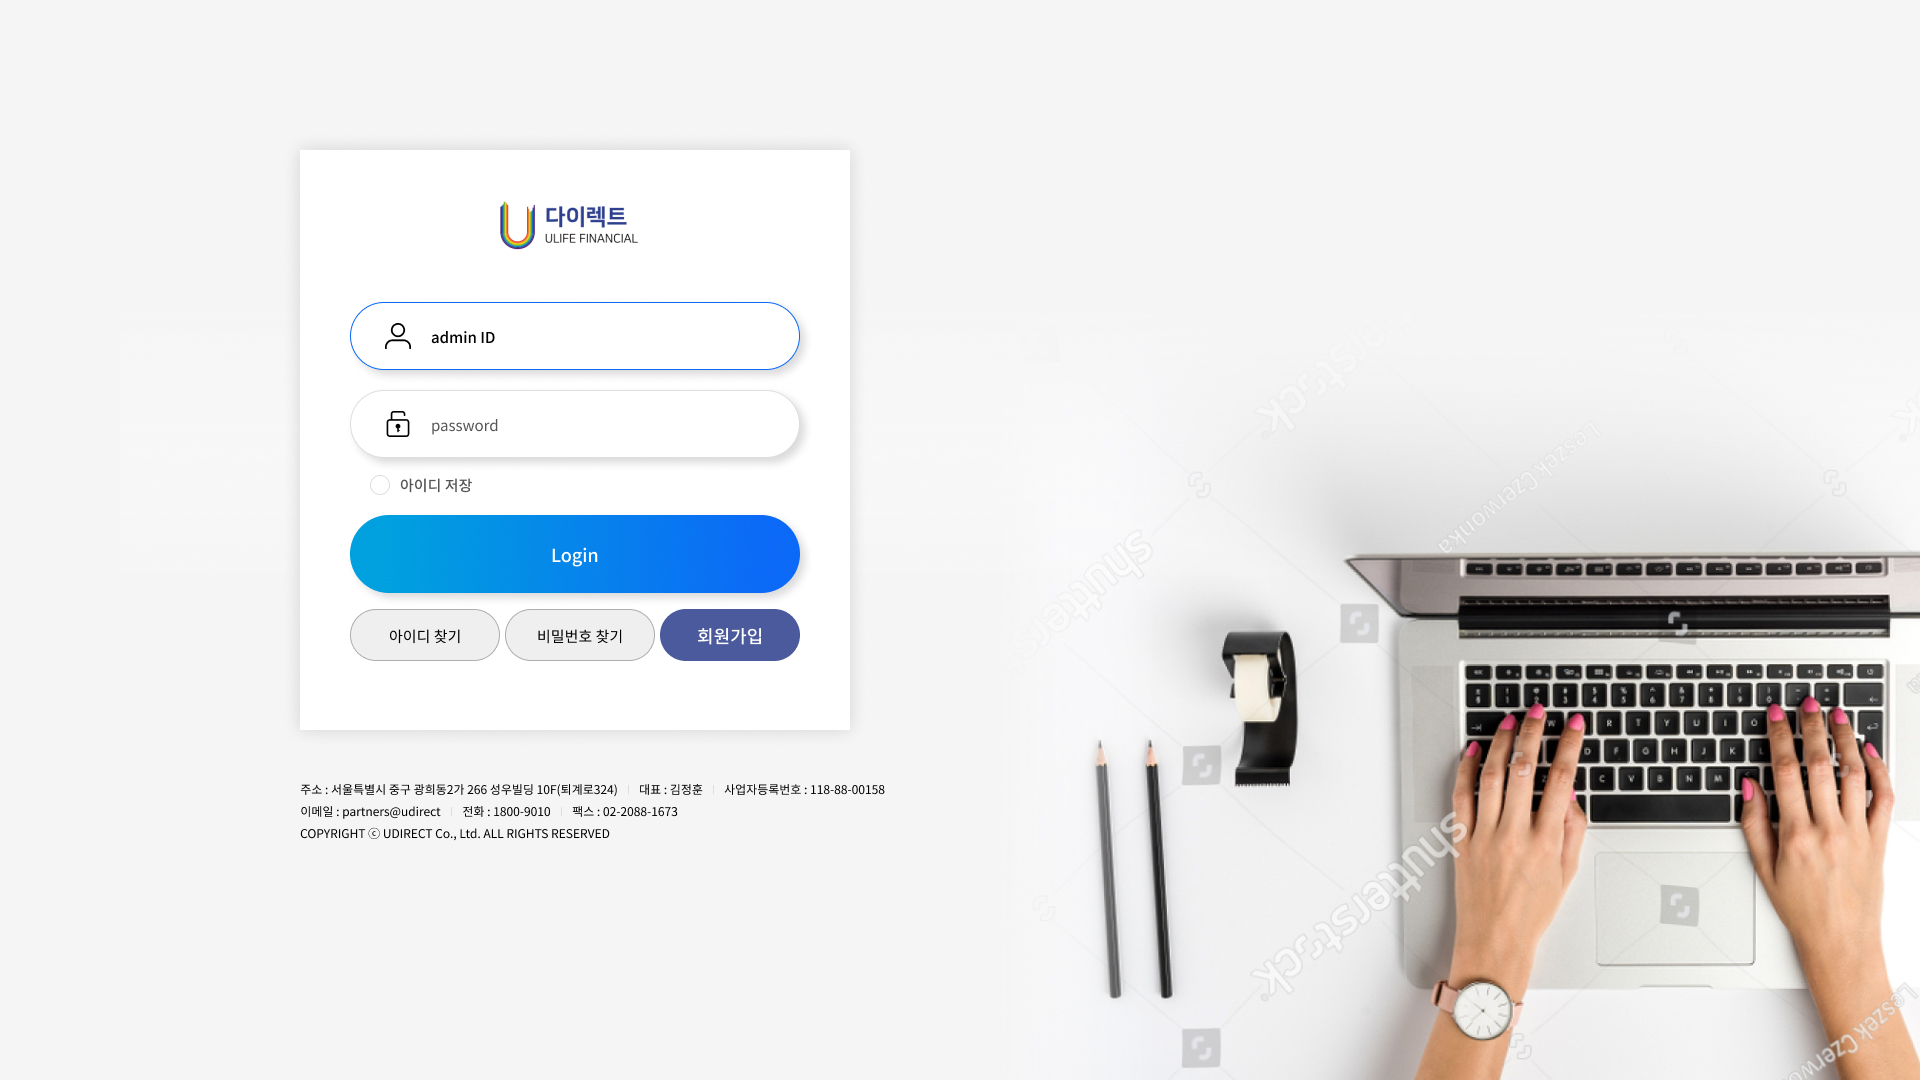 다이렉트
ULIFE FINANCIAL
admin ID
password
아이디 저장
Login
아이디 찾기
비밀번호 찾기
회원가입
주소 : 서울특별시 중구 광희동2가 266 성우빌딩 10F(퇴계로324) | 대표 : 김정훈 | 사업자등록번호 : 118-88-00158
이메일 : partners@udirect | 전화 : 1800-9010 | 팩스 : 02-2088-1673
COPYRIGHT ⓒ UDIRECT Co., Ltd. ALL RIGHTS RESERVED
shutterstock
shutterstock
Leszek Czerwonka
shutterstock
Leszek Czerwonka